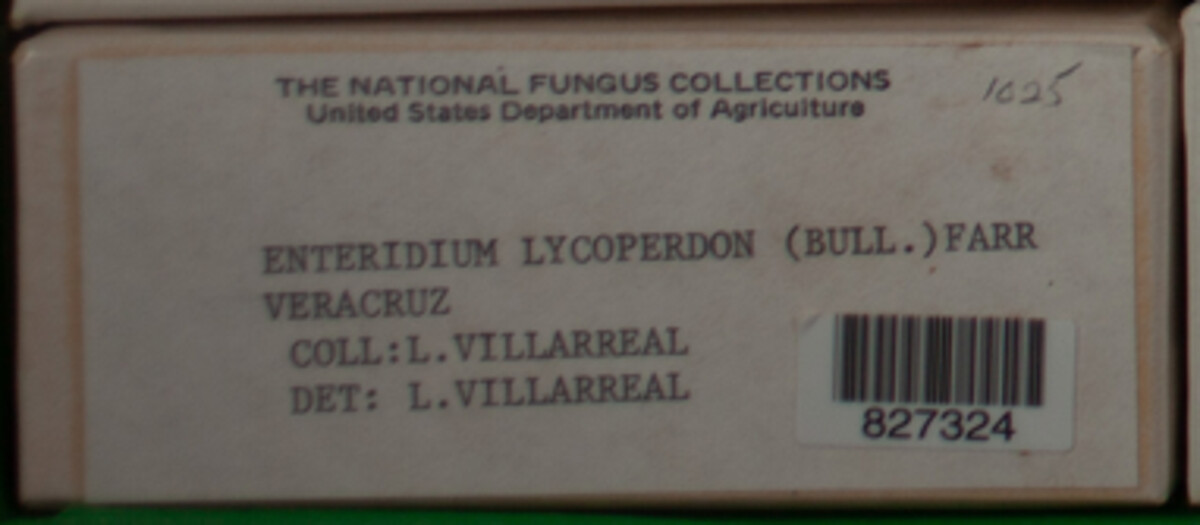 THE NATIONAL FUNGUS COLLECTIONS
United States Department of Agriculture
1025
ENTERIDIUM LYCOPERDON (BULL.)FARR
VERACRUZ
COLL:L.VILLARREAL
DET: L.VILLARREAL
827324